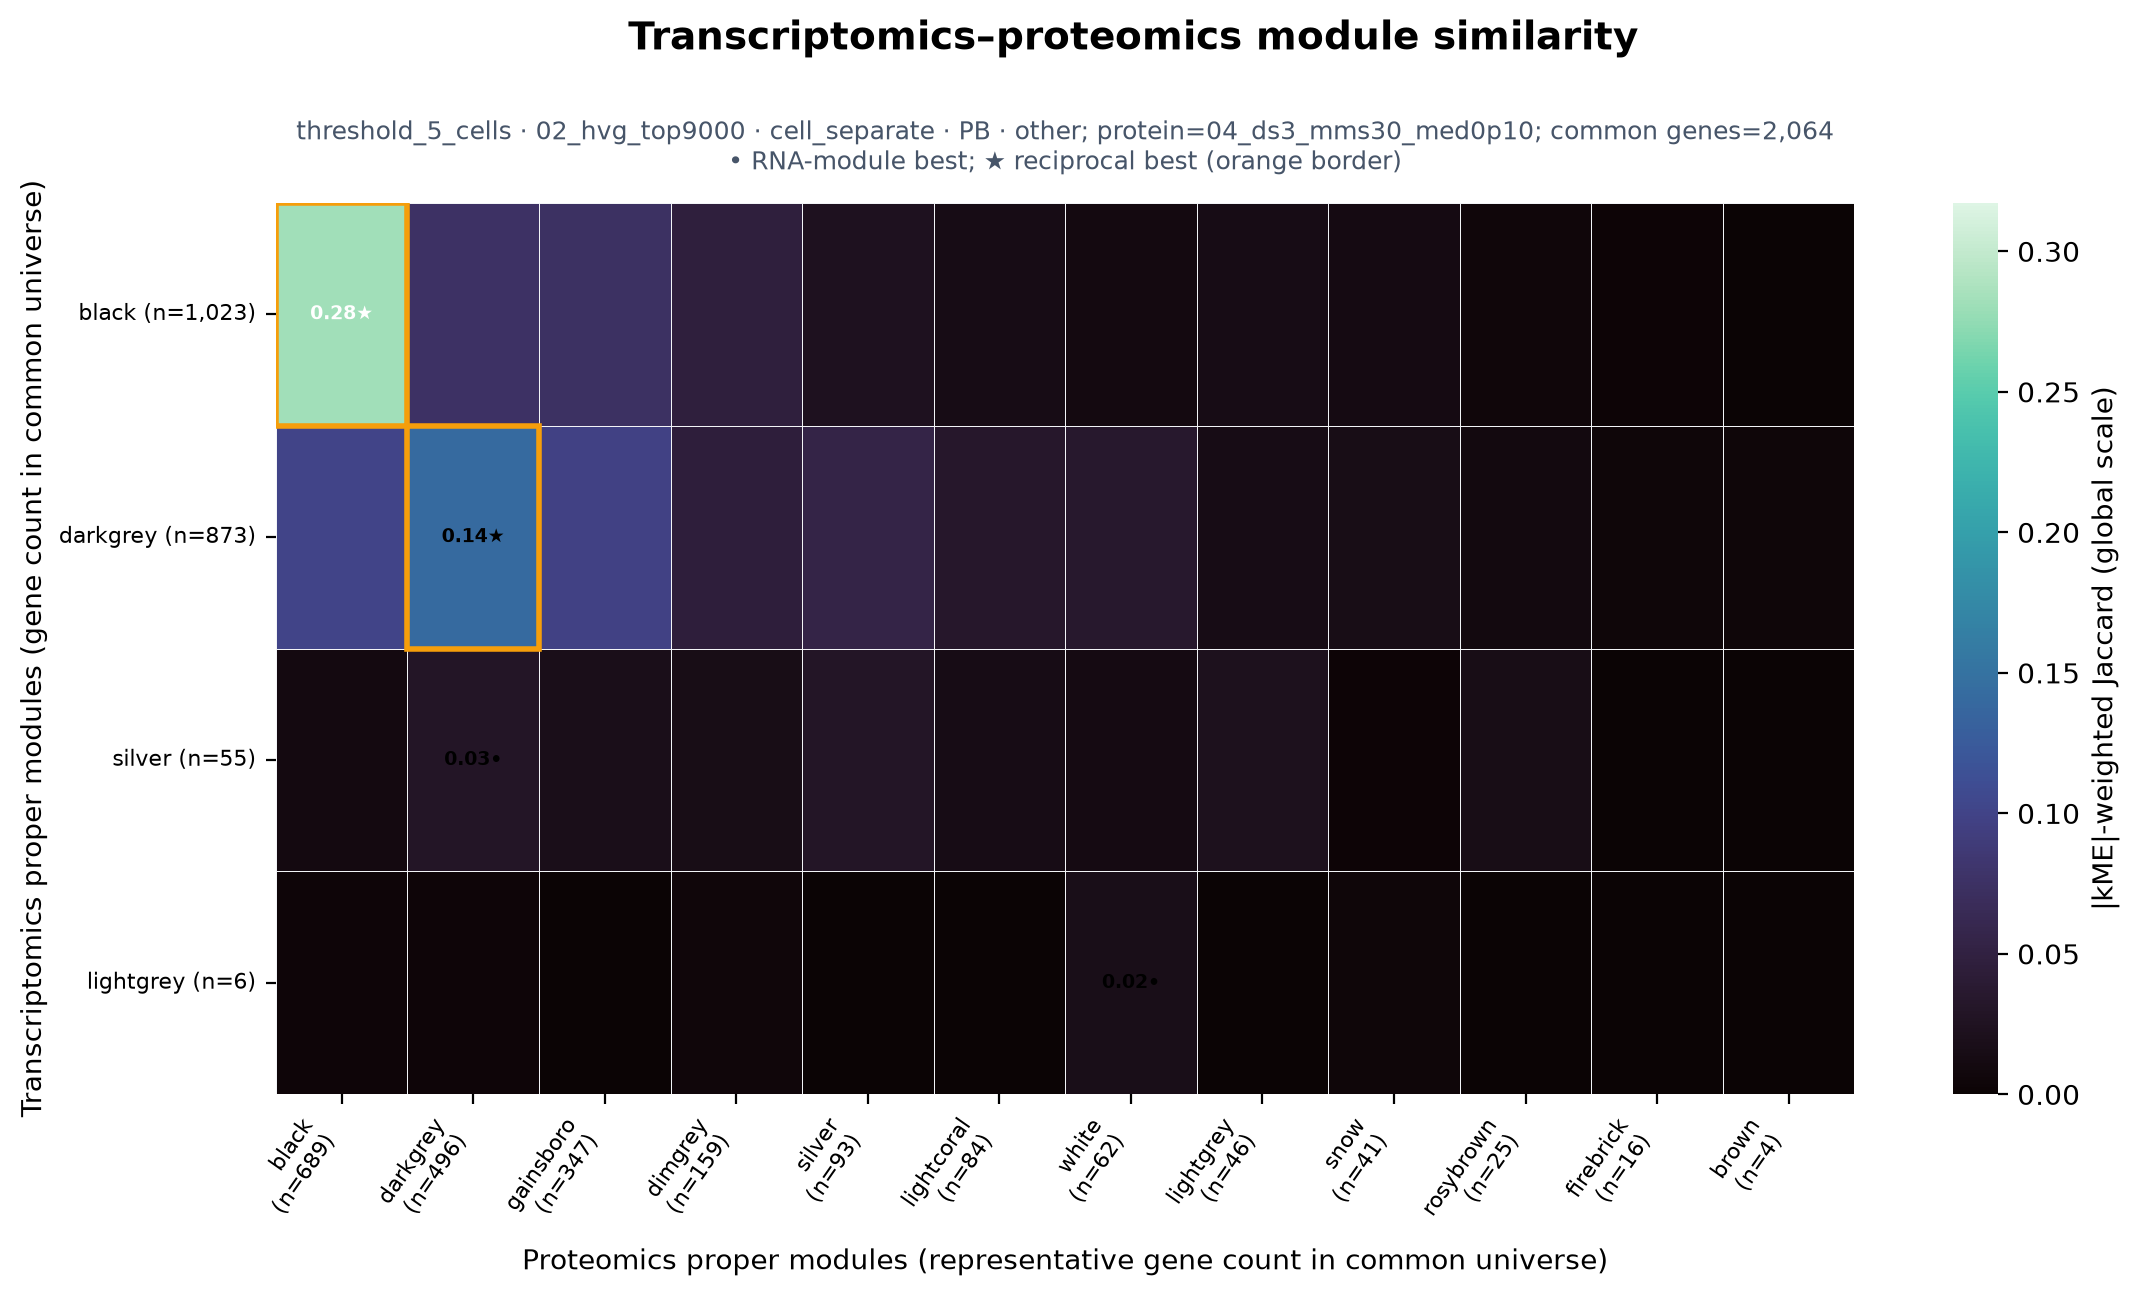 Transcriptomics–proteomics module similarity
threshold_5_cells · 02_hvg_top9000 · cell_separate · PB · other; protein=04_ds3_mms30_med0p10; common genes=2,064
• RNA-module best; ★ reciprocal best (orange border)
Transcriptomics proper modules (gene count in common universe)
black (n=1,023)
darkgrey (n=873)
silver (n=55)
lightgrey (n=6)
0.28★
0.14★
0.03•
0.02•
black
(n=689)
darkgrey
(n=496)
gainsboro
(n=347)
dimgrey
(n=159)
silver
(n=93)
lightcoral
(n=84)
white
(n=62)
lightgrey
(n=46)
snow
(n=41)
rosybrown
(n=25)
firebrick
(n=16)
brown
(n=4)
Proteomics proper modules (representative gene count in common universe)
0.30
0.25
0.20
0.15
0.10
0.05
0.00
|kME|-weighted Jaccard (global scale)